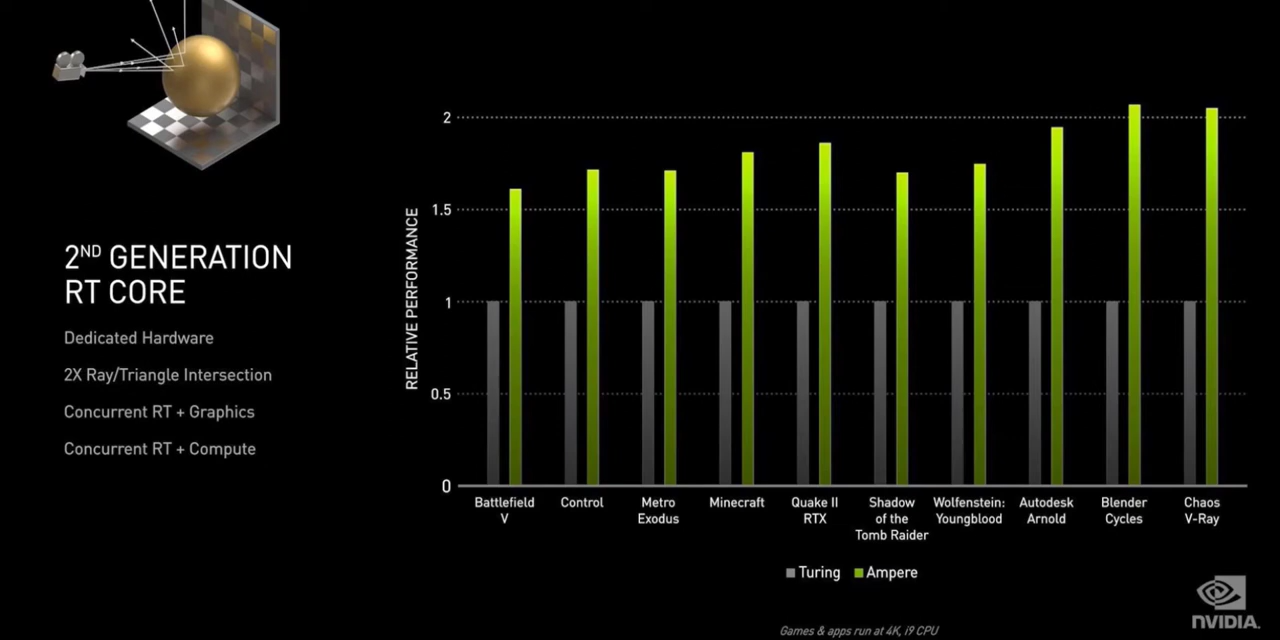 2ND GENERATION
RT CORE
Dedicated Hardware
2X Ray/Triangle Intersection
Concurrent RT + Graphics
Concurrent RT + Compute
RELATIVE PERFORMANCE
2
1.5
1
0.5
0
Battlefield
V
Control
Metro
Exodus
Minecraft
Quake II
RTX
Shadow
of the
Tomb Raider
Wolfenstein:
Youngblood
Autodesk
Arnold
Blender
Cycles
Chaos
V-Ray
Turing
Ampere
Games & apps run at 4K, i9 CPU
NVIDIA.